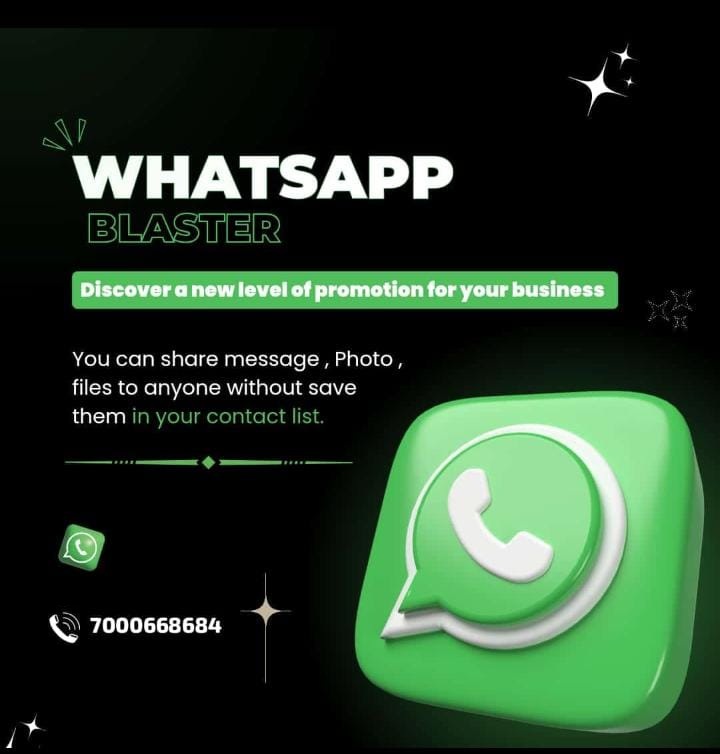 WHATSAPP
BLASTER
Discover a new level of promotion for your business
You can share message , Photo ,
files to anyone without save
them in your contact list.
7000668684